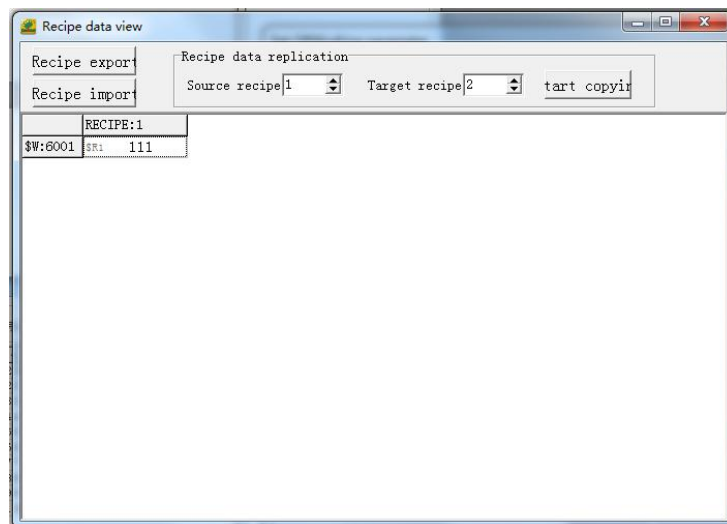 Recipe data view
Recipe export
Recipe data replication
Source recipe 1 Target recipe 2 tart copyin
Recipe import
RECIPE:1
$W:6001 $R1 111